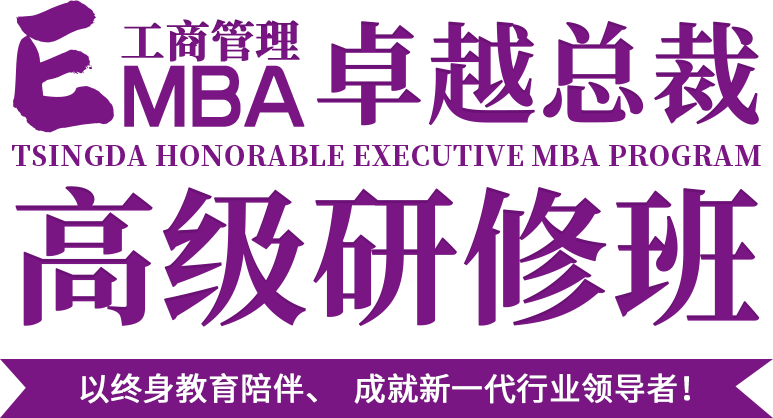 EMBA 工商管理 卓越总裁
TSINGDA HONORABLE EXECUTIVE MBA PROGRAM
高级研修班
以终身教育陪伴、 成就新一代行业领导者！